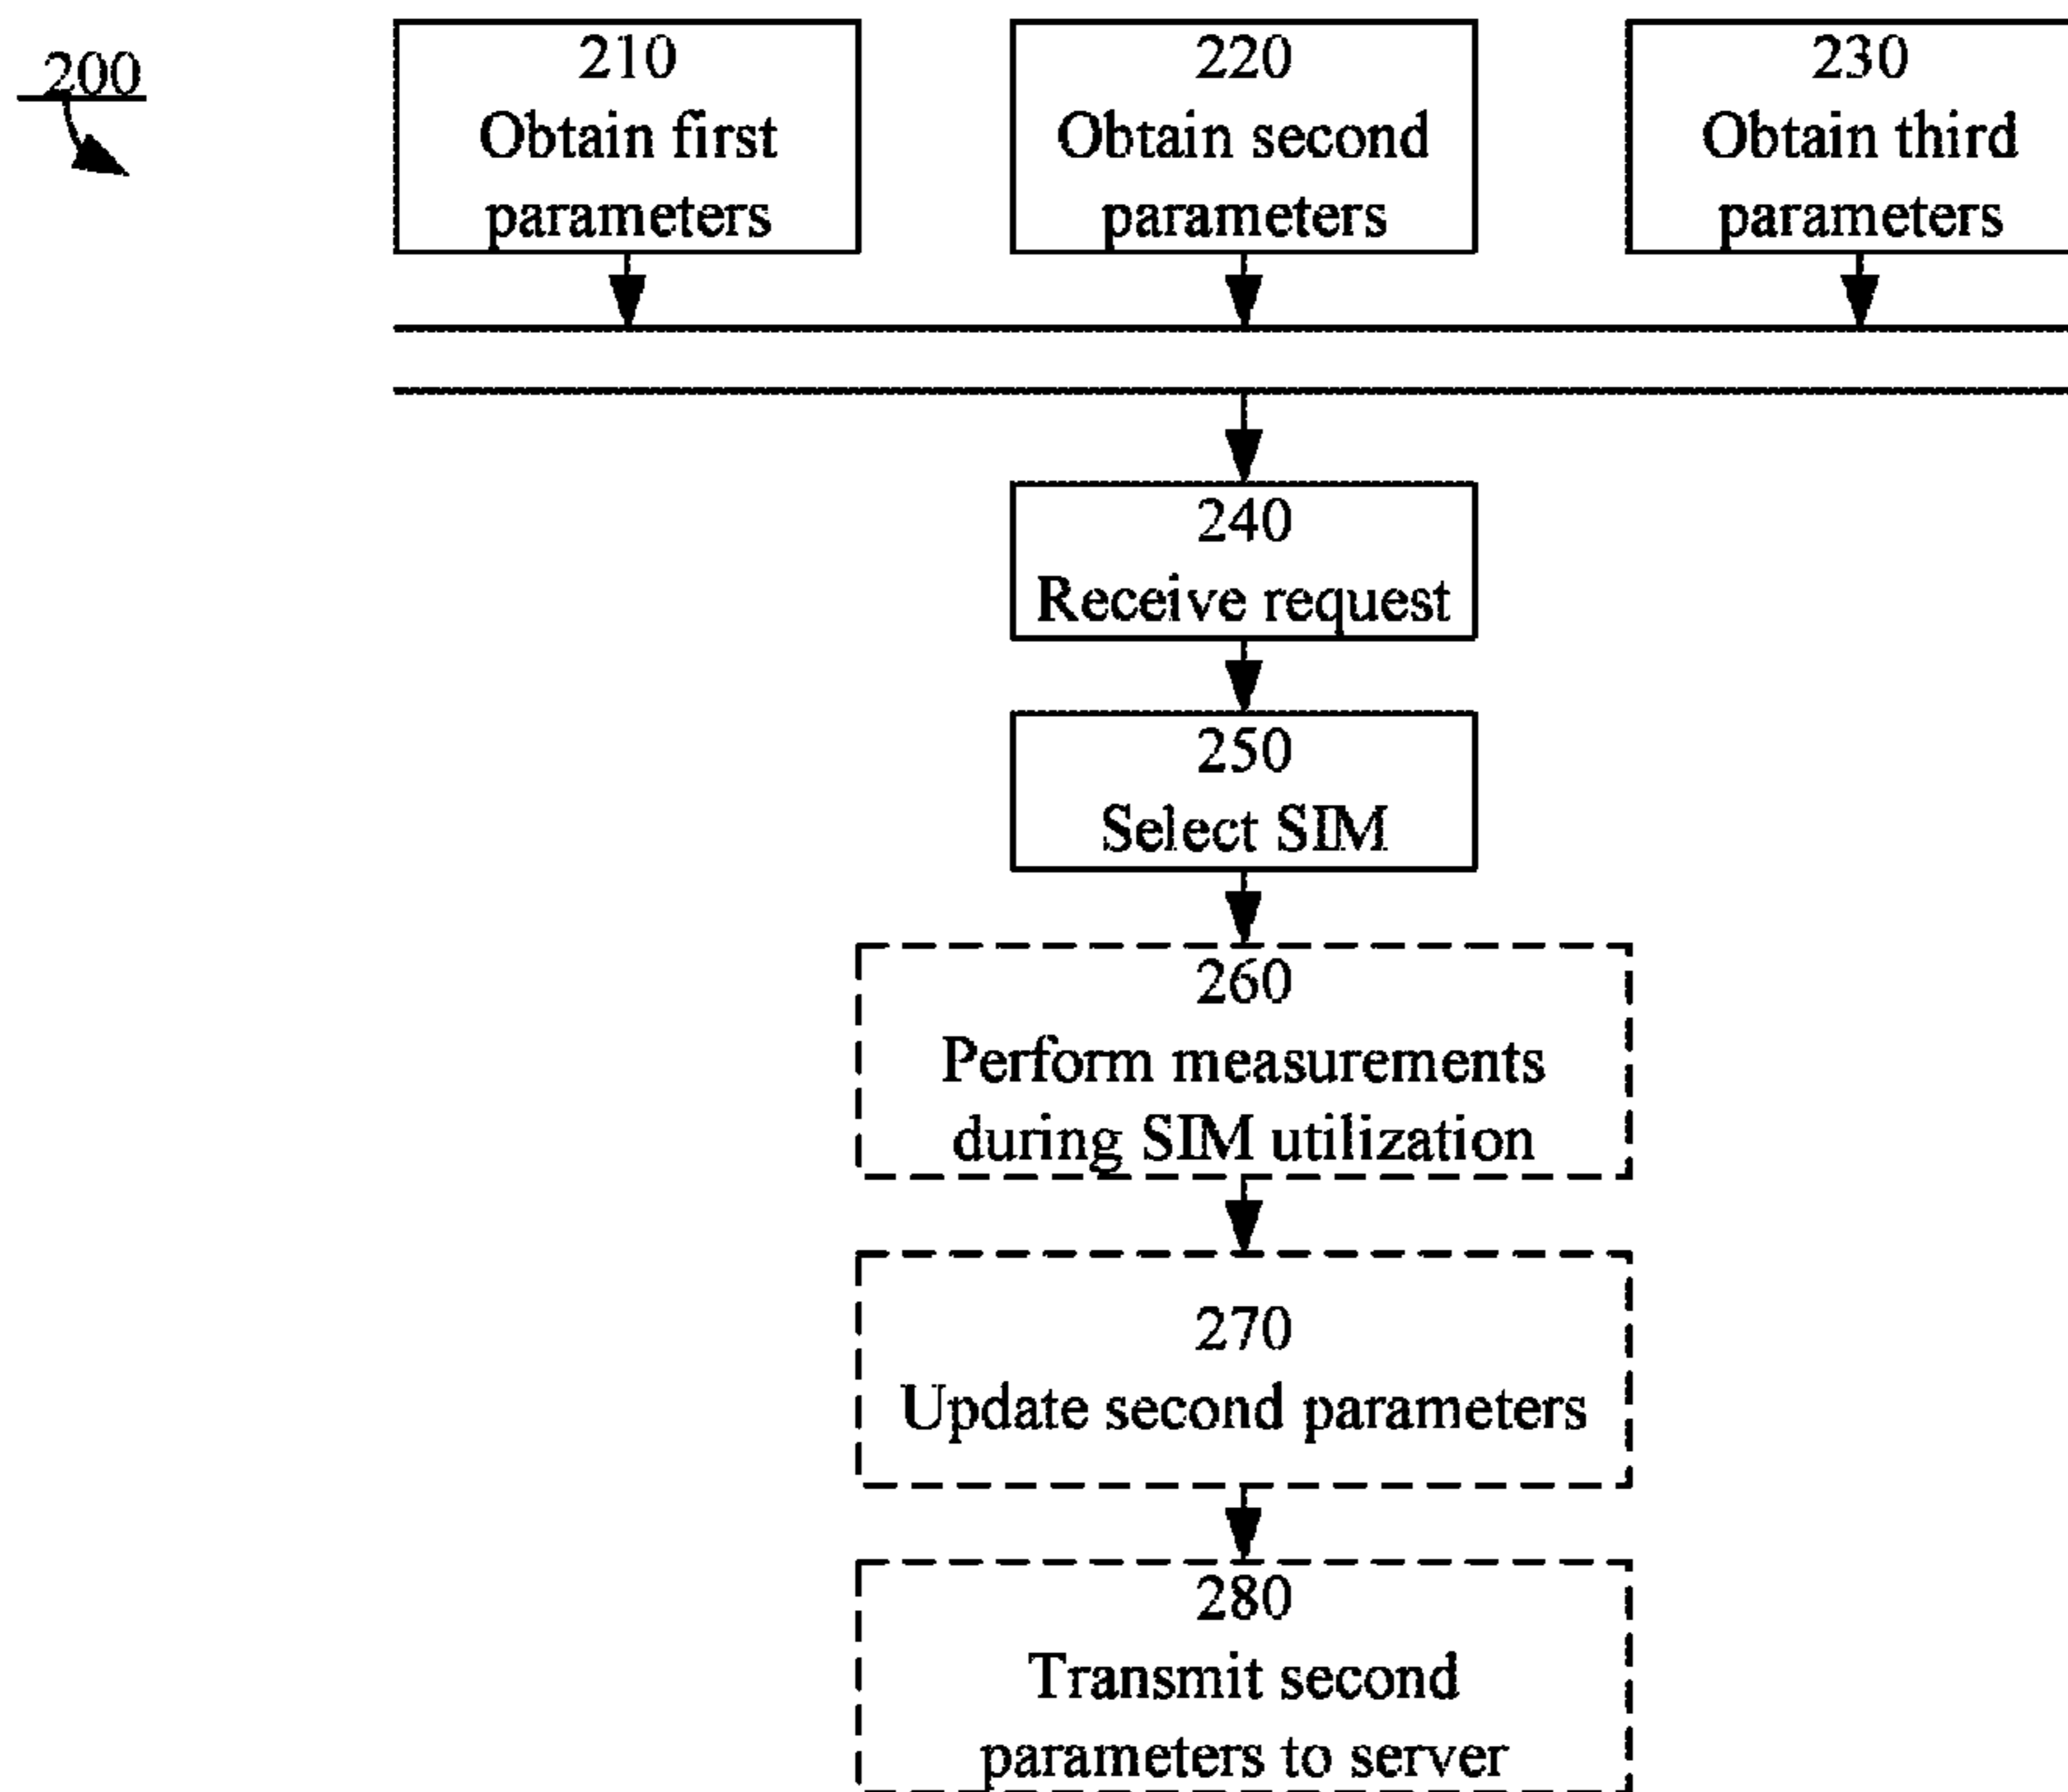 200
210
Obtain first
parameters
220
Obtain second
parameters
230
Obtain third
parameters
240
Receive request
250
Select SIM
260
Perform measurements
during SIM utilization
270
Update second parameters
280
Transmit second
parameters to server